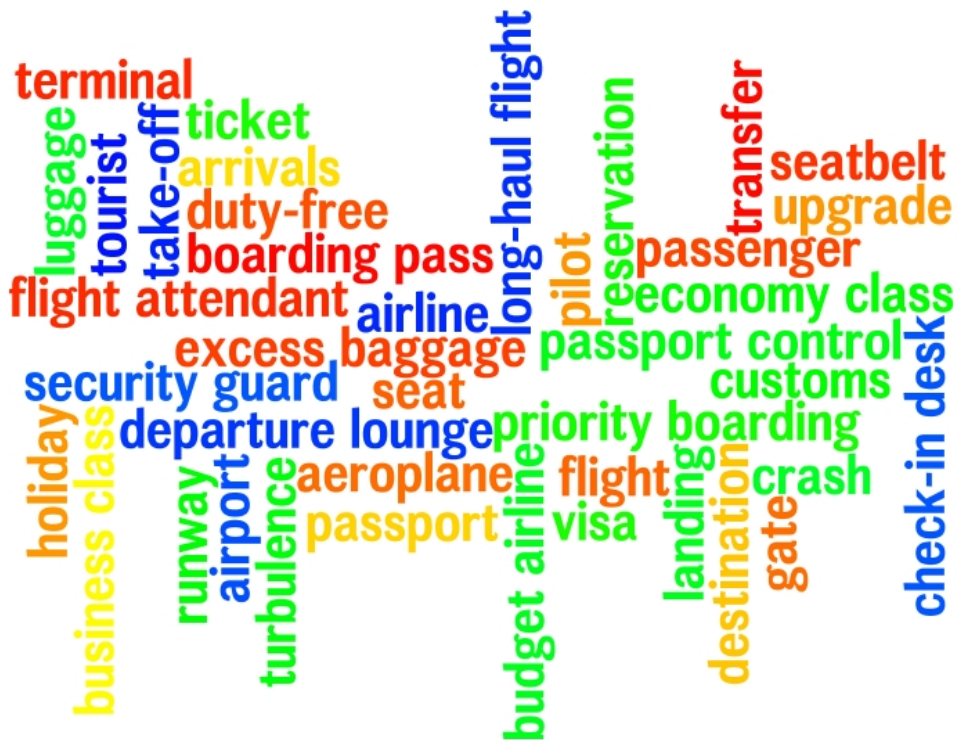 terminal
luggage
tourist
take-off
ticket
arrivals
duty-free
boarding pass
long-haul flight
reservation
pilot
transfer
seatbelt
upgrade
passenger
flight attendant
airline
economy class
excess baggage
passport control
check-in desk
security guard
seat
customs
holiday
business class
departure lounge
priority boarding
runway
airport
turbulence
aeroplane
passport
budget airline
flight
visa
landing
destination
crash
gate